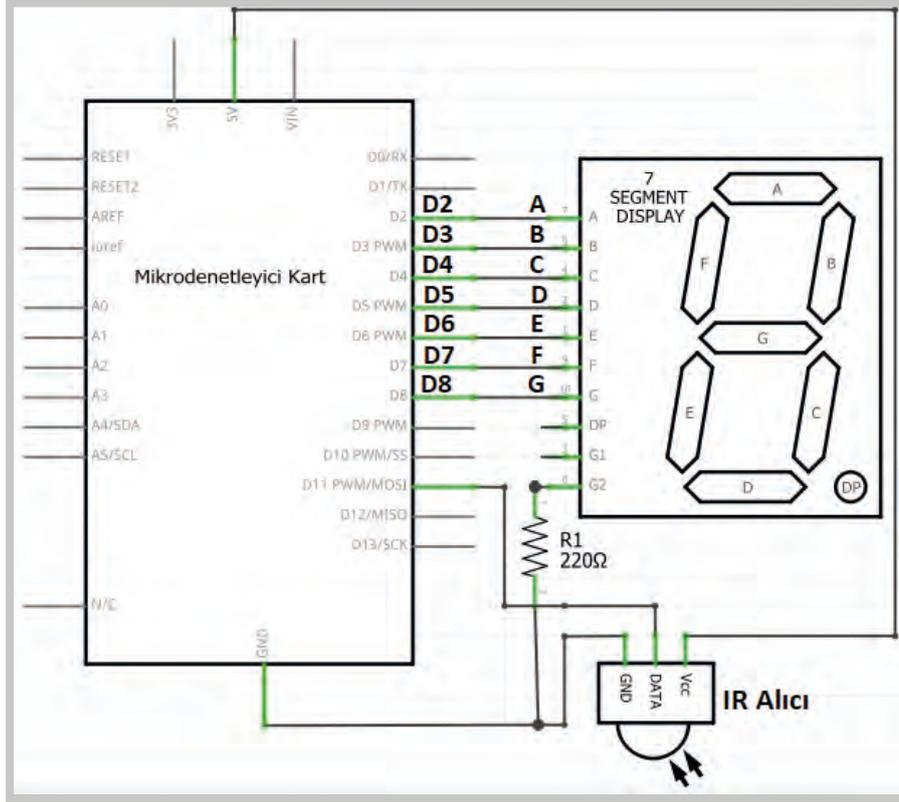 3V3
5V
VIN
RESET
RESET2
AREF
ioref
A0
A1
A2
A3
A4/SDA
A5/SCL
N/C
Mikrodenetleyici Kart
D0/RX
D1/TX
D2
D3 PWM
D4
D5 PWM
D6 PWM
D7
D8
D9 PWM
D10 PWM/SS
D11 PWM/MOSI
D12/MISO
D13/SCK
GND
D2 A
D3 B
D4 C
D5 D
D6 E
D7 F
D8 G
7
SEGMENT
DISPLAY
A
B
C
D
E
F
G
DP
G1
G2
A
F
B
G
E
C
D
DP
R1
220Ω
GND
DATA
Vcc
IR Alıcı